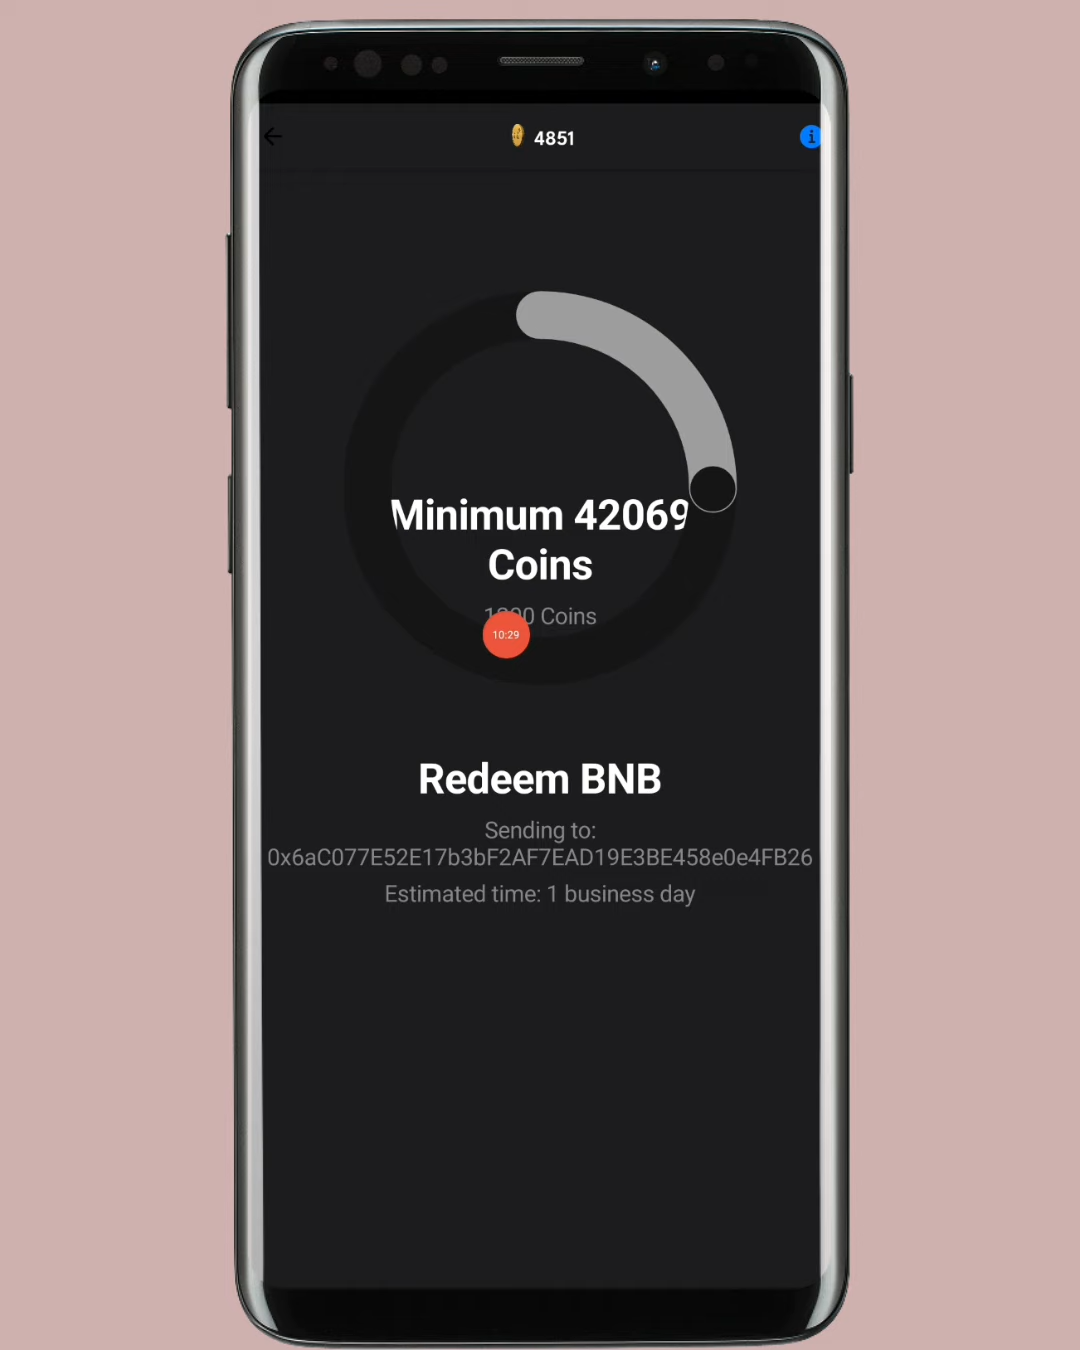 4851
Minimum 42069
Coins
Coins
10:29
Redeem BNB
Sending to:
0x6aC077E52E17b3bF2AF7EAD19E3BE458e0e4FB26
Estimated time: 1 business day